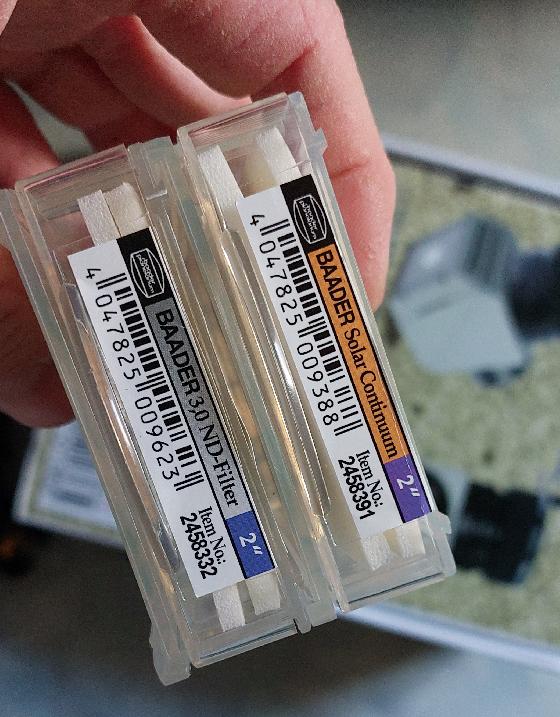 BAADER 3,0 ND-Filter
2"
4 047825 009623
Item No.:
2458332
BAADER Solar Continuum
2"
4 047825 009388
Item No.:
2458391